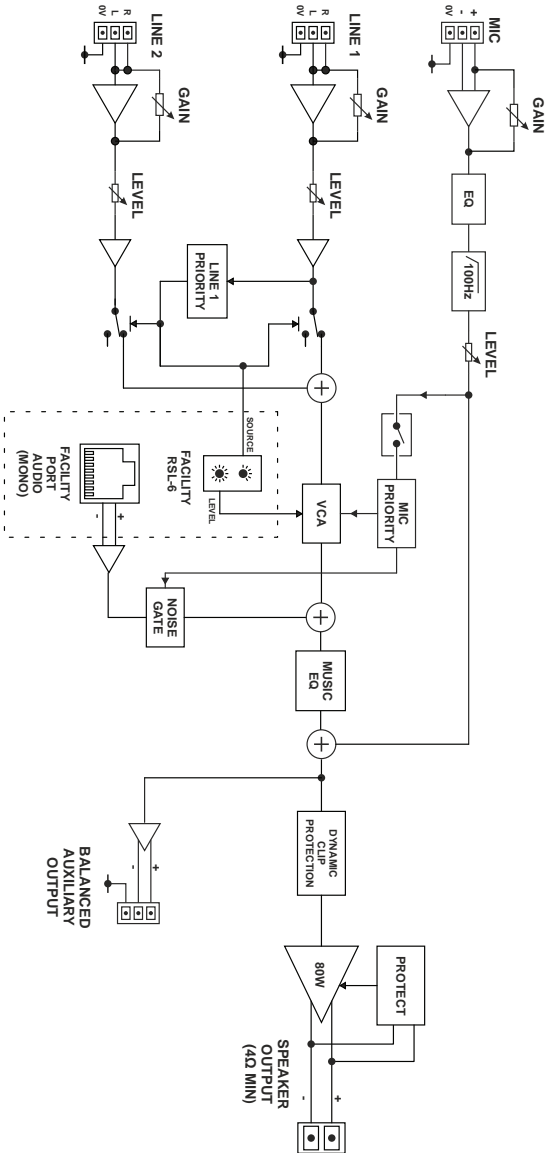 MIC
+
-
0V
GAIN
EQ
100Hz
LEVEL
MIC
PRIORITY
LINE 1
R
L
0V
GAIN
LEVEL
LINE 1
PRIORITY
LINE 2
R
L
0V
GAIN
LEVEL
+
VCA
SOURCE
LEVEL
FACILITY
RSL-6
FACILITY
PORT
AUDIO
(MONO)
+
-
NOISE
GATE
+
MUSIC
EQ
+
DYNAMIC
CLIP
PROTECTION
80W
PROTECT
+
-
SPEAKER
OUTPUT
(4Ω MIN)
+
-
BALANCED
AUXILIARY
OUTPUT